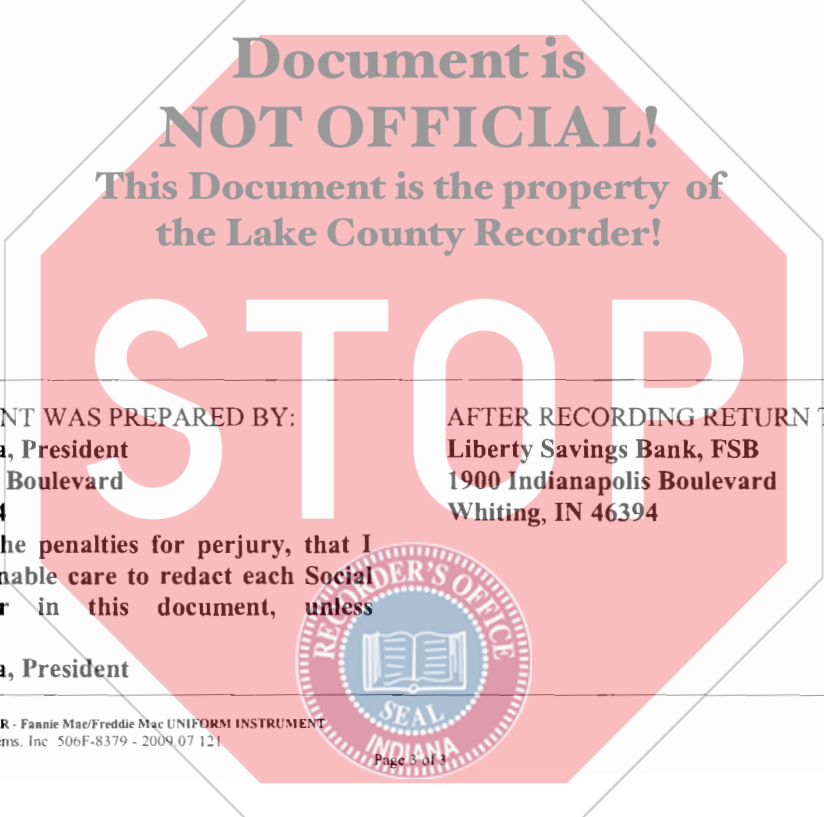 Document is
NOT OFFICIAL!
This Document is the property of
the Lake County Recorder!
STOP
NT WAS PREPARED BY:
a, President
Boulevard
4
he penalties for perjury, that I
nable care to redact each Social
r in this document, unless
a, President
AFTER RECORDING RETURN T
Liberty Savings Bank, FSB
1900 Indianapolis Boulevard
Whiting, IN 46394
RECORDER'S OFFICE
SEAL
INDIANA
R - Fannie Mae/Freddie Mac UNIFORM INSTRUMENT
ems. Inc 506F-8379 - 2009.07 121
Page 3 of 3